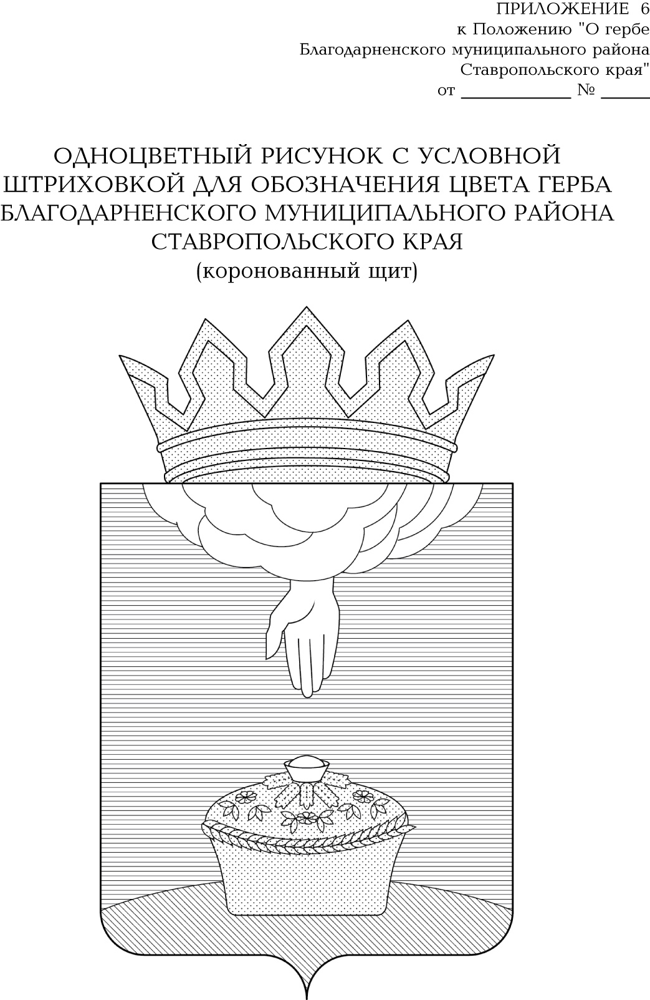 ПРИЛОЖЕНИЕ 6
к Положению "О гербе
Благодарненского муниципального района
Ставропольского края"
от ____________ № _____
ОДНОЦВЕТНЫЙ РИСУНОК С УСЛОВНОЙ
ШТРИХОВКОЙ ДЛЯ ОБОЗНАЧЕНИЯ ЦВЕТА ГЕРБА
БЛАГОДАРНЕНСКОГО МУНИЦИПАЛЬНОГО РАЙОНА
СТАВРОПОЛЬСКОГО КРАЯ
(коронованный щит)